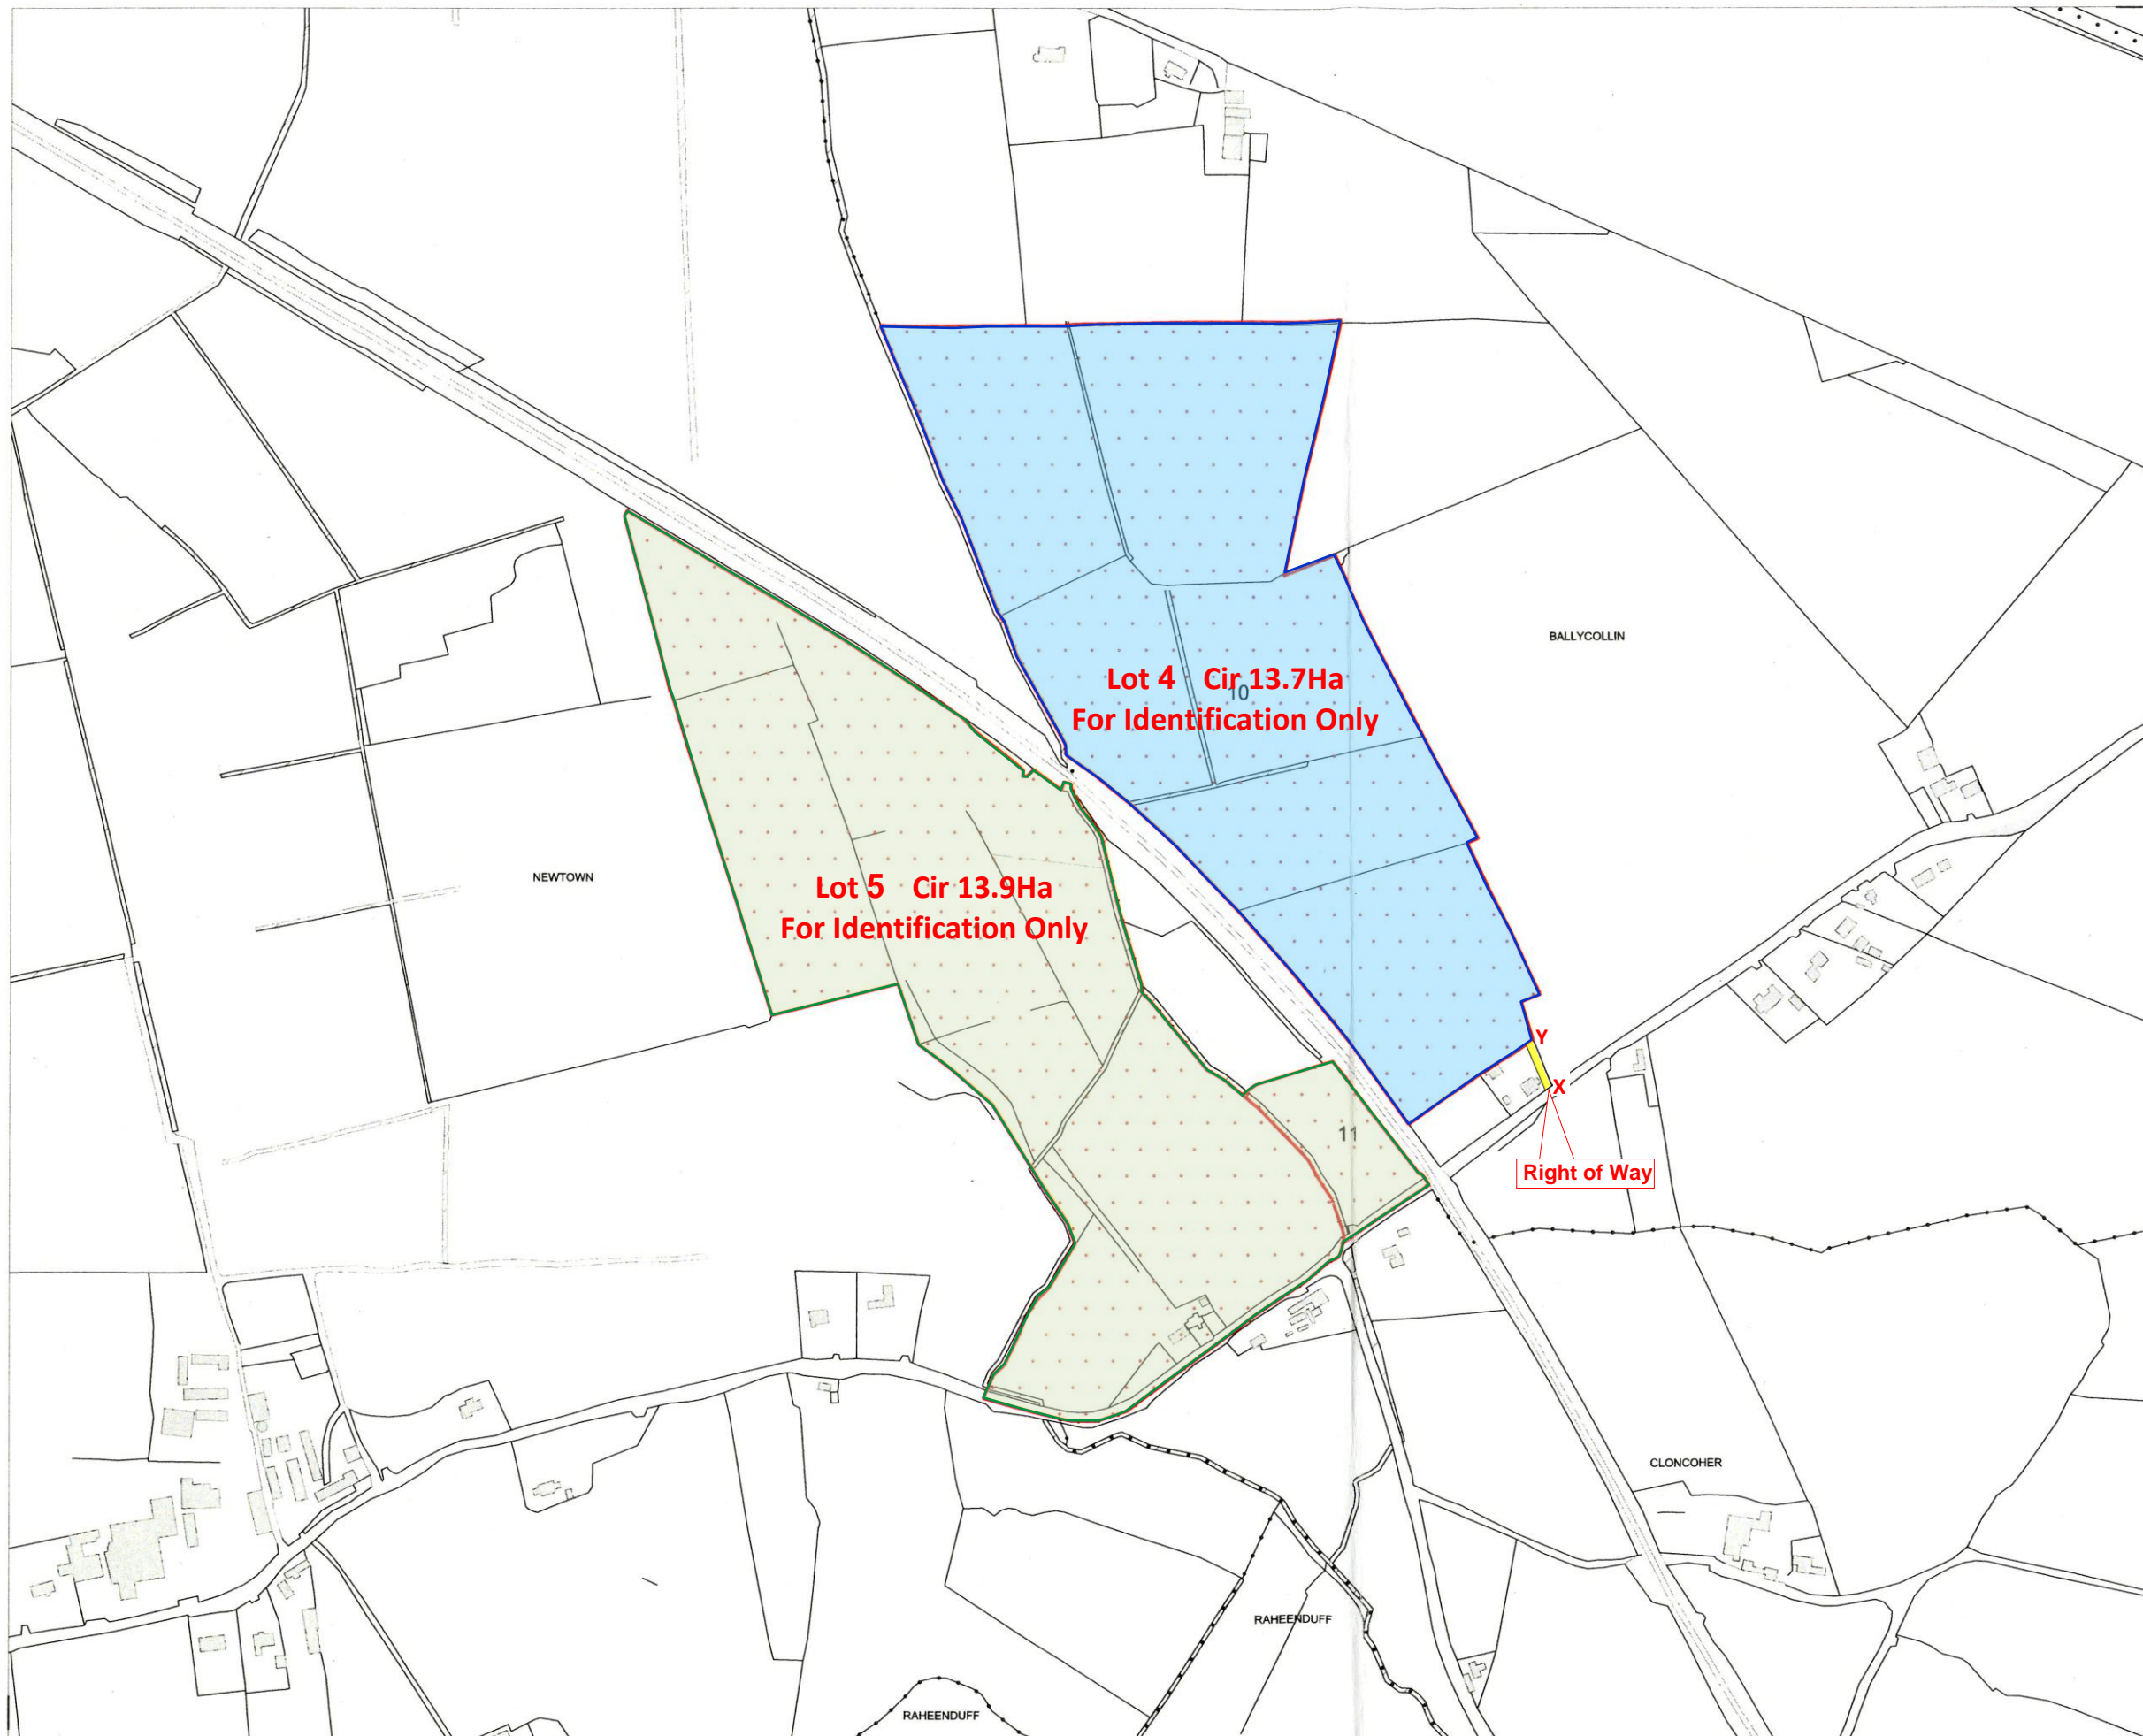 BALLYCOLLIN
Lot 4 Cir 13.7Ha
10
For Identification Only
NEWTOWN
Lot 5 Cir 13.9Ha
For Identification Only
Y
X
11
Right of Way
CLONCOHER
RAHEENDUFF
RAHEENDUFF